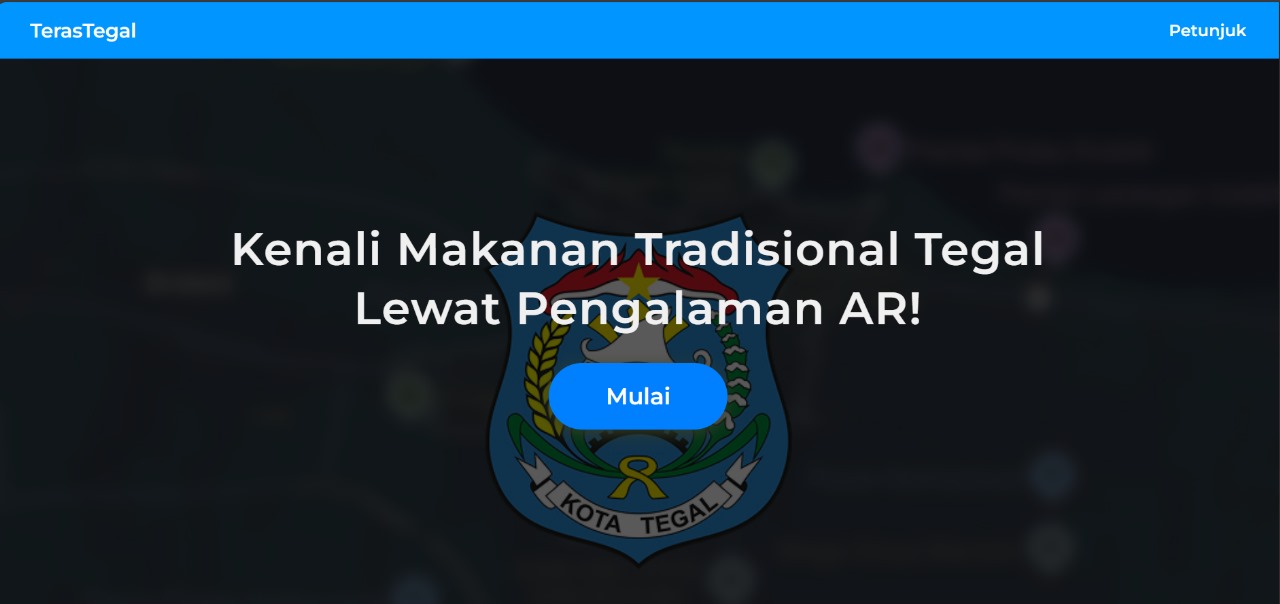 TerasTegal
Petunjuk
Kenali Makanan Tradisional Tegal
Lewat Pengalaman AR!
Mulai
KOTA TEGAL